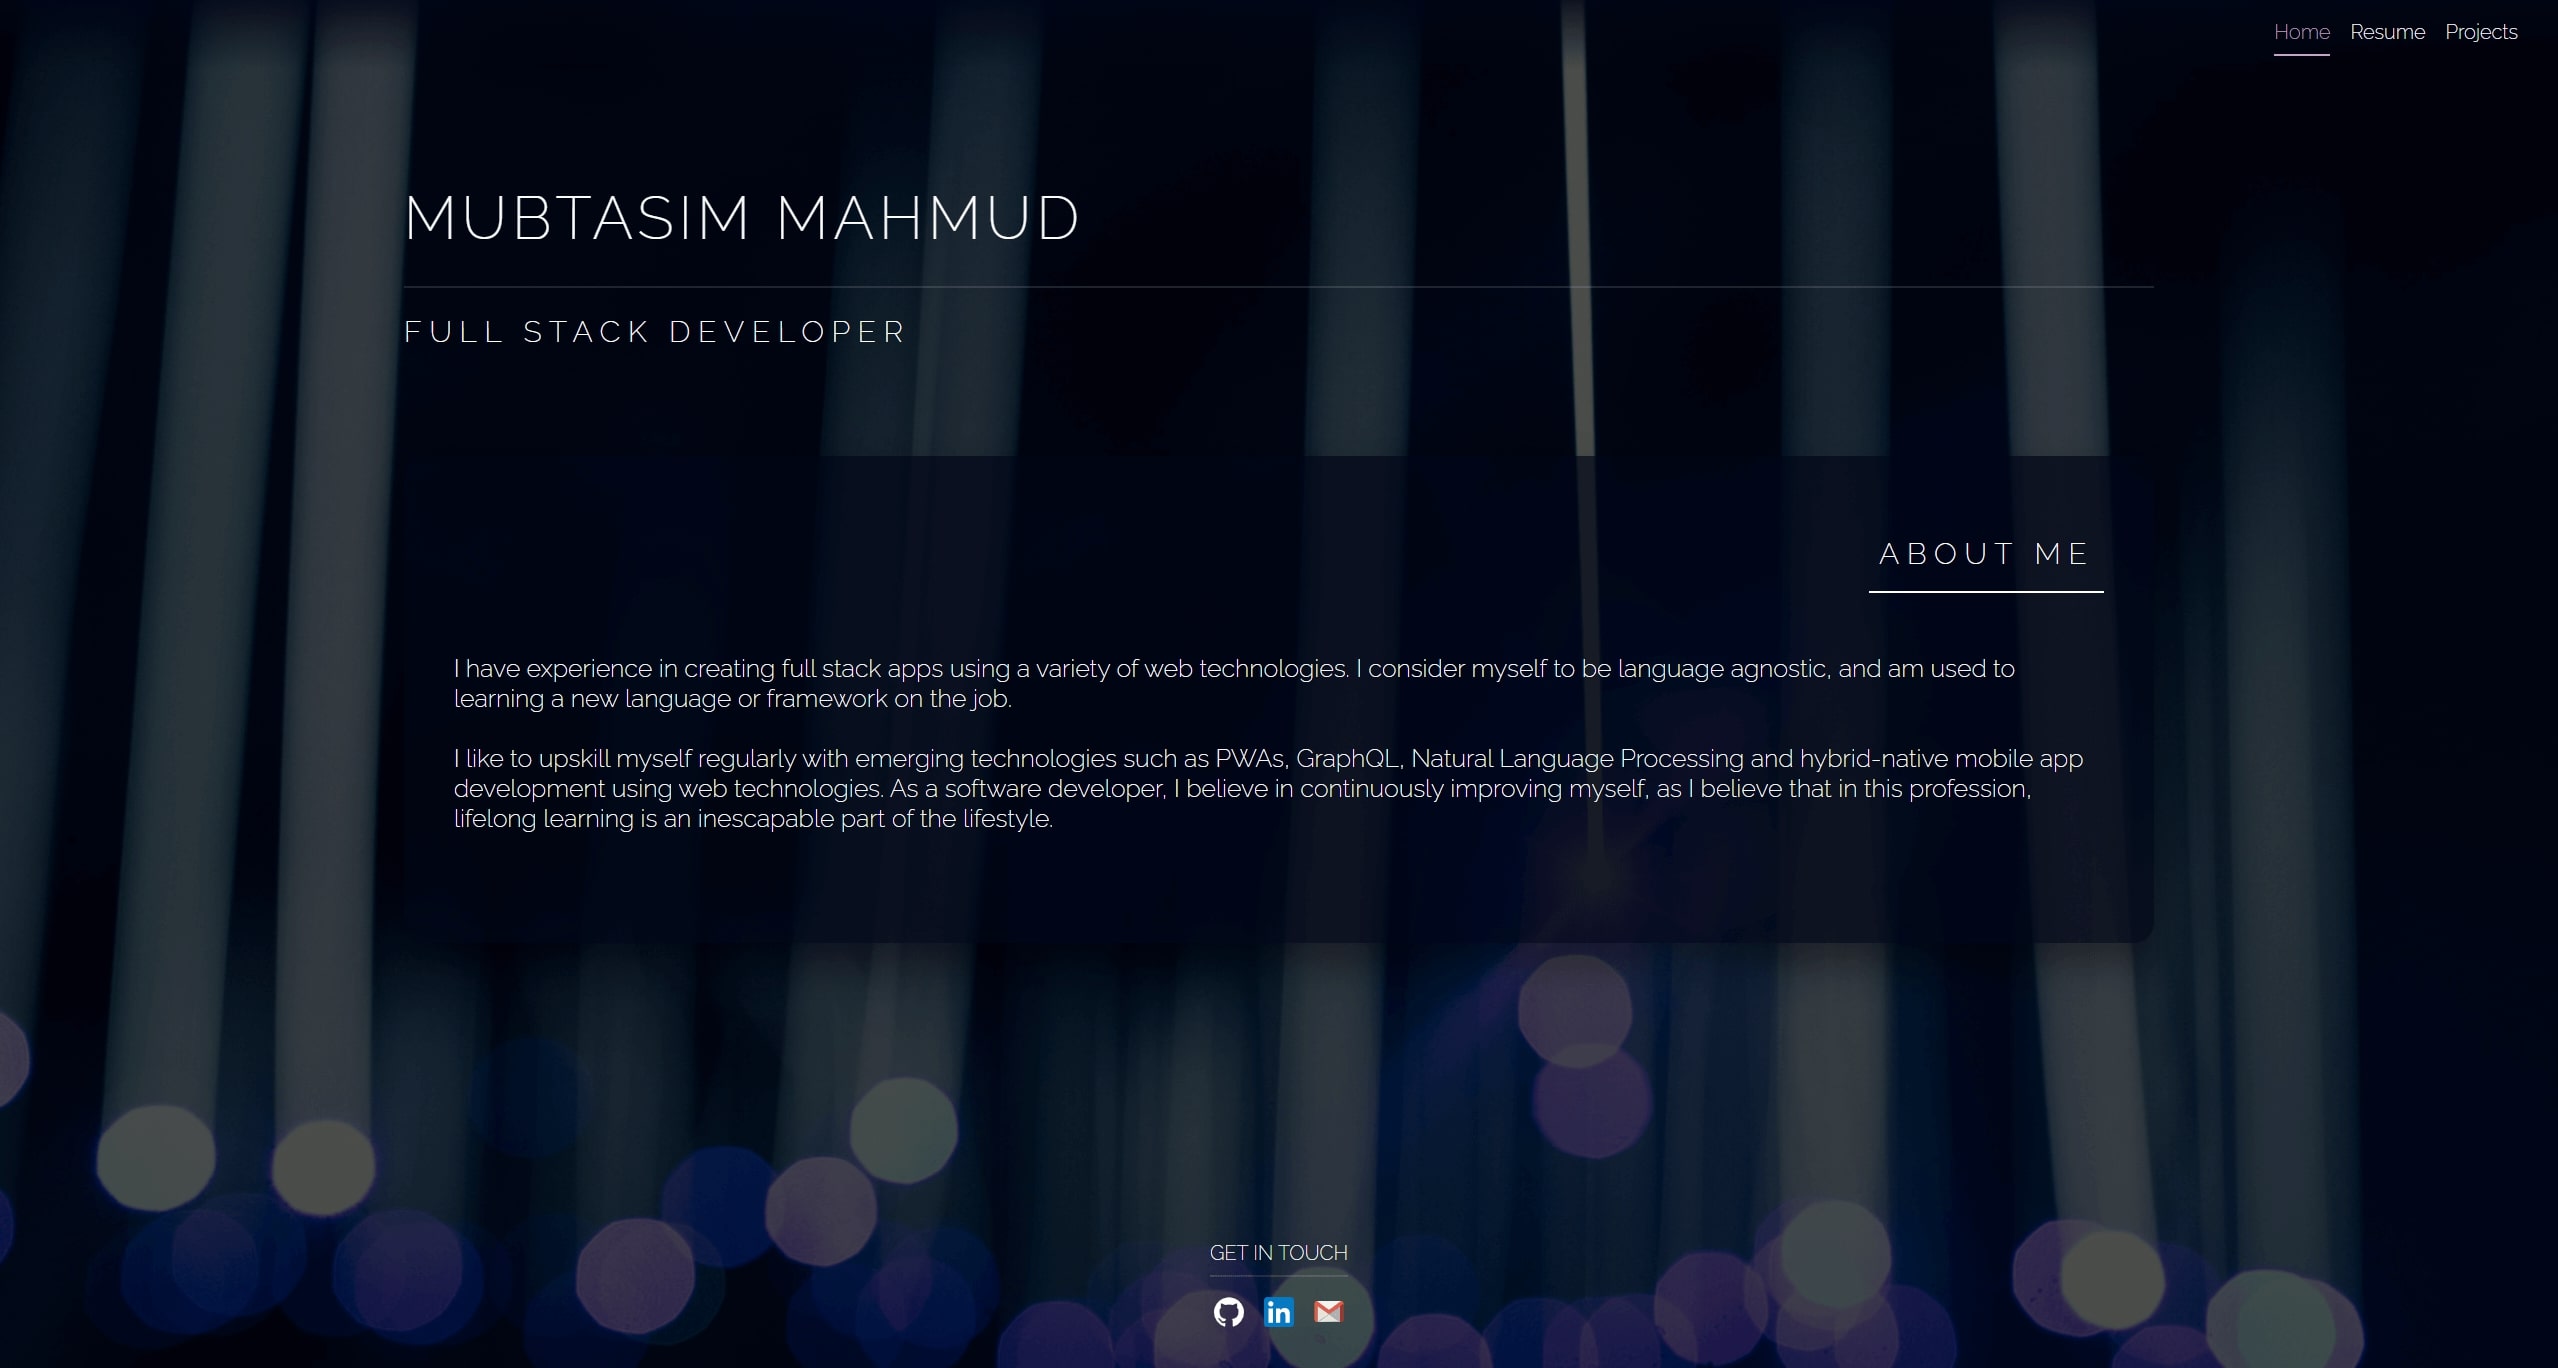 Home Resume Projects
MUBTASIM MAHMUD
FULL STACK DEVELOPER
ABOUT ME
I have experience in creating full stack apps using a variety of web technologies. I consider myself to be language agnostic, and am used to
learning a new language or framework on the job.
I like to upskill myself regularly with emerging technologies such as PWAs, GraphQL, Natural Language Processing and hybrid-native mobile app
development using web technologies. As a software developer, I believe in continuously improving myself, as I believe that in this profession,
lifelong learning is an inescapable part of the lifestyle.
GET IN TOUCH
in